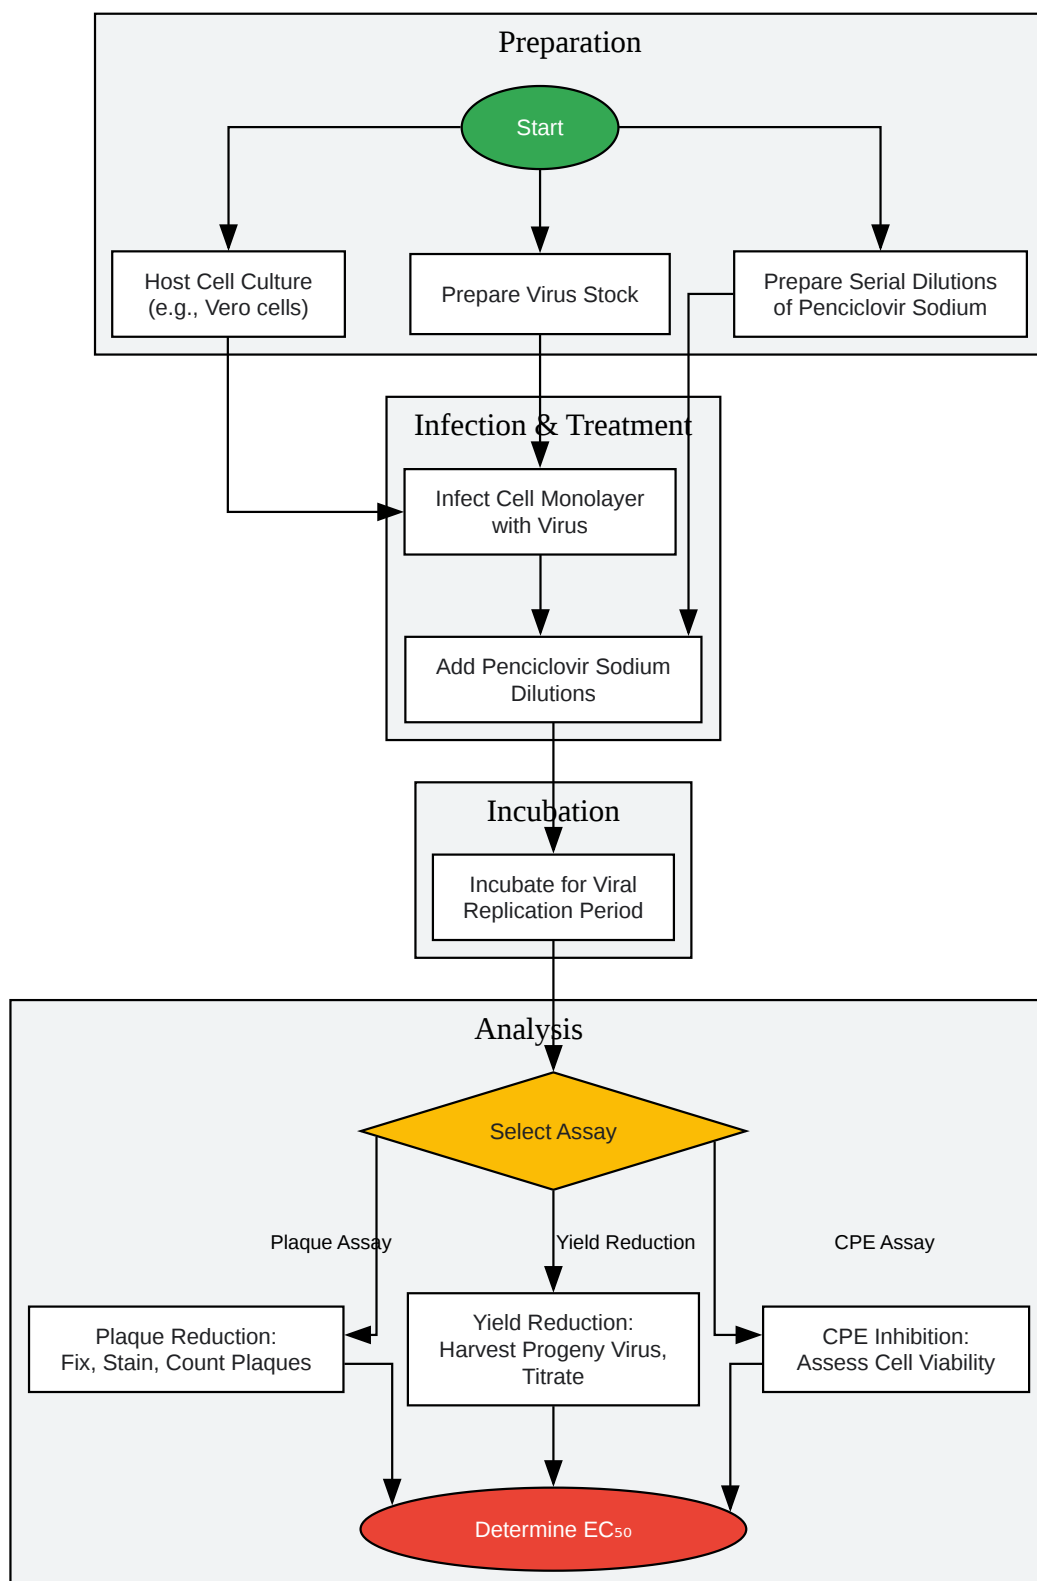 Preparation
Start
Host Cell Culture
(e.g., Vero cells)
Prepare Virus Stock
Prepare Serial Dilutions
of Penciclovir Sodium
Infection & Treatment
Infect Cell Monolayer
with Virus
Add Penciclovir Sodium
Dilutions
Incubation
Incubate for Viral
Replication Period
Analysis
Select Assay
Plaque Assay
Yield Reduction
CPE Assay
Plaque Reduction:
Fix, Stain, Count Plaques
Yield Reduction:
Harvest Progeny Virus,
Titrate
CPE Inhibition:
Assess Cell Viability
Determine EC₅₀